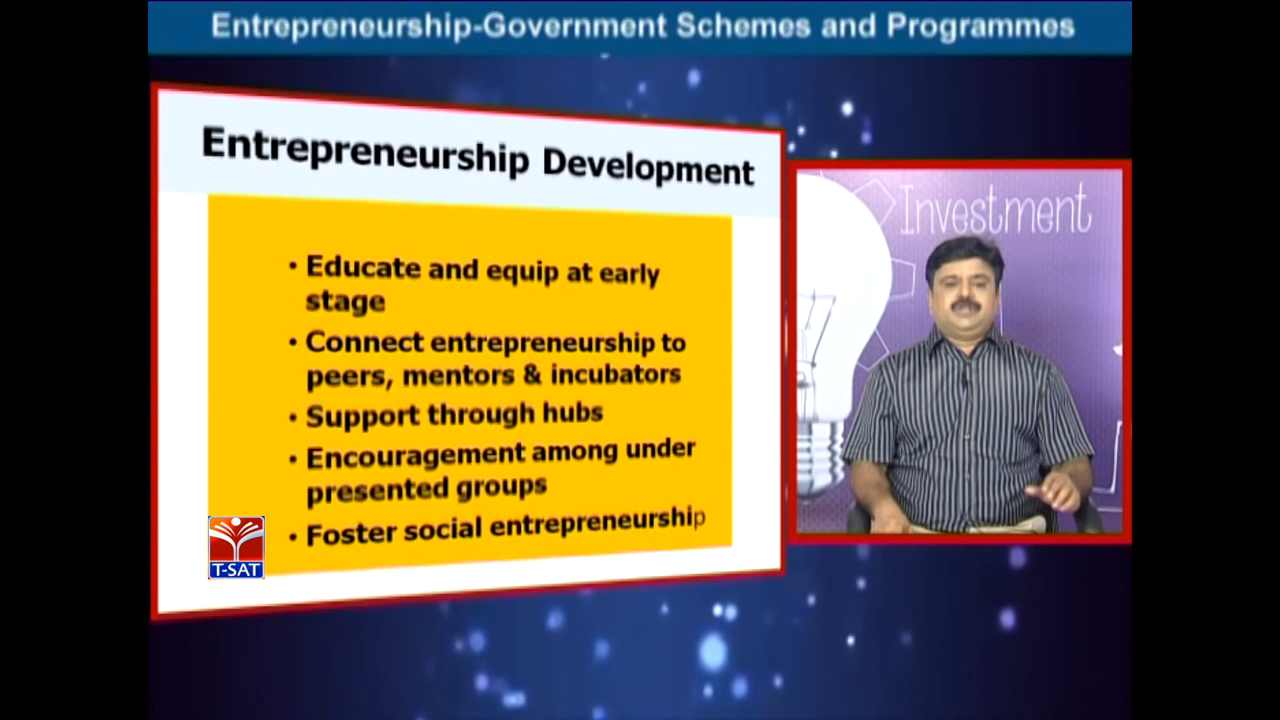 Entrepreneurship-Government Schemes and Programmes
Entrepreneurship Development
• Educate and equip at early
stage
• Connect entrepreneurship to
peers, mentors & incubators
• Support through hubs
• Encouragement among under
presented groups
• Foster social entrepreneurship
T-SAT
Investment